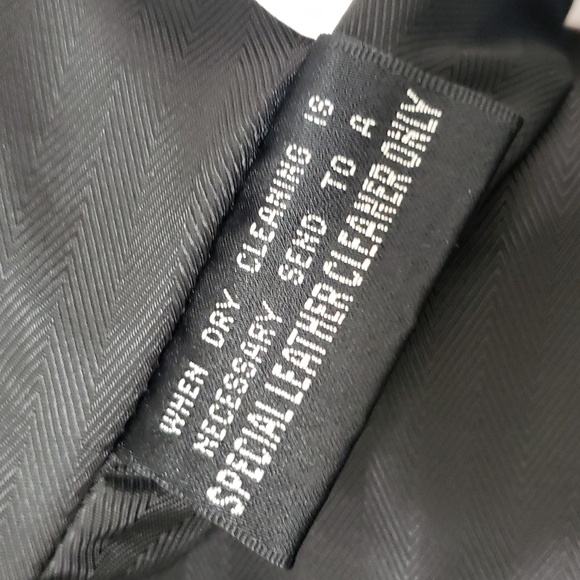 WHEN DRY CLEANING IS
NECESSARY SEND TO A
SPECIAL LEATHER CLEANER ONLY